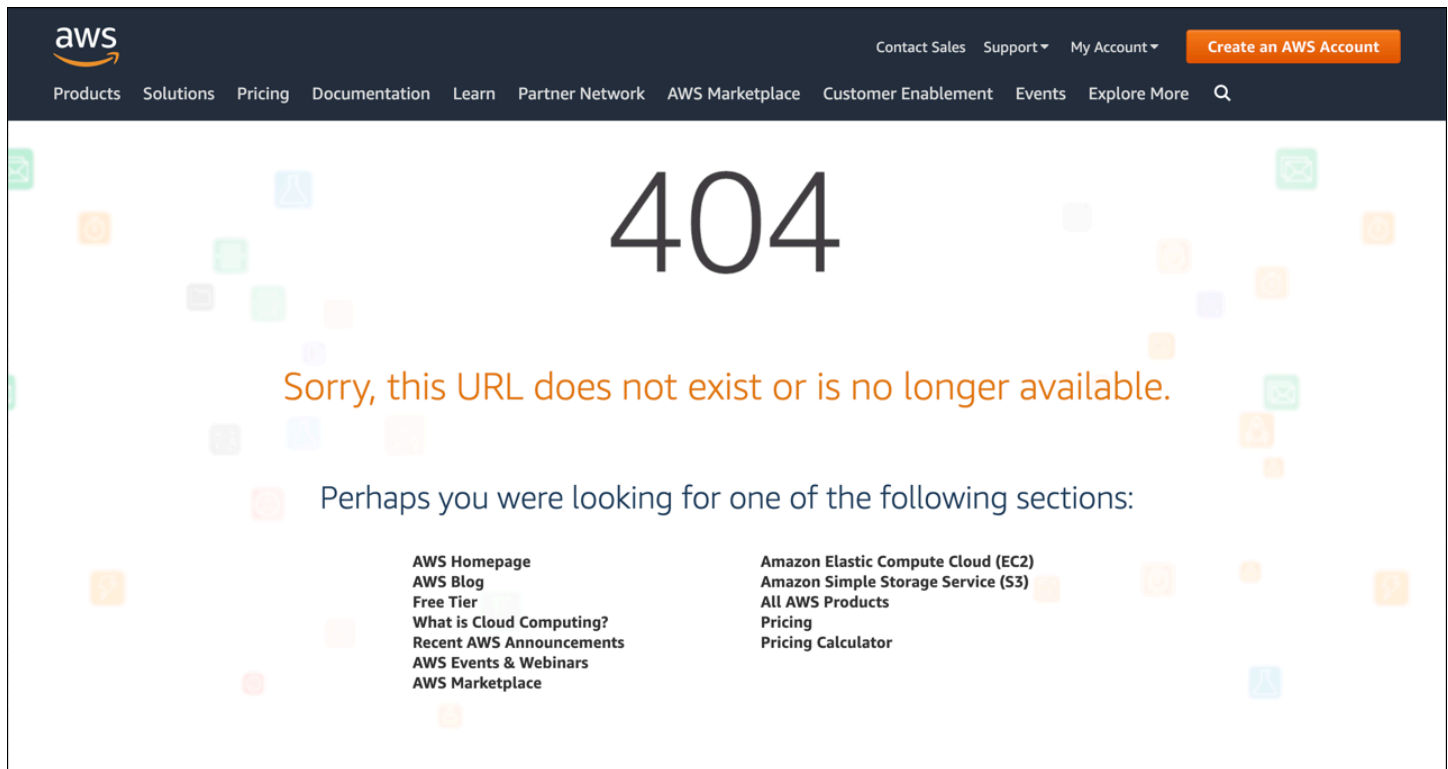 aws
Contact Sales Support My Account Create an AWS Account
Products Solutions Pricing Documentation Learn Partner Network AWS Marketplace Customer Enablement Events Explore More
404
Sorry, this URL does not exist or is no longer available.
Perhaps you were looking for one of the following sections:
AWS Homepage
AWS Blog
Free Tier
What is Cloud Computing?
Recent AWS Announcements
AWS Events & Webinars
AWS Marketplace
Amazon Elastic Compute Cloud (EC2)
Amazon Simple Storage Service (S3)
All AWS Products
Pricing
Pricing Calculator